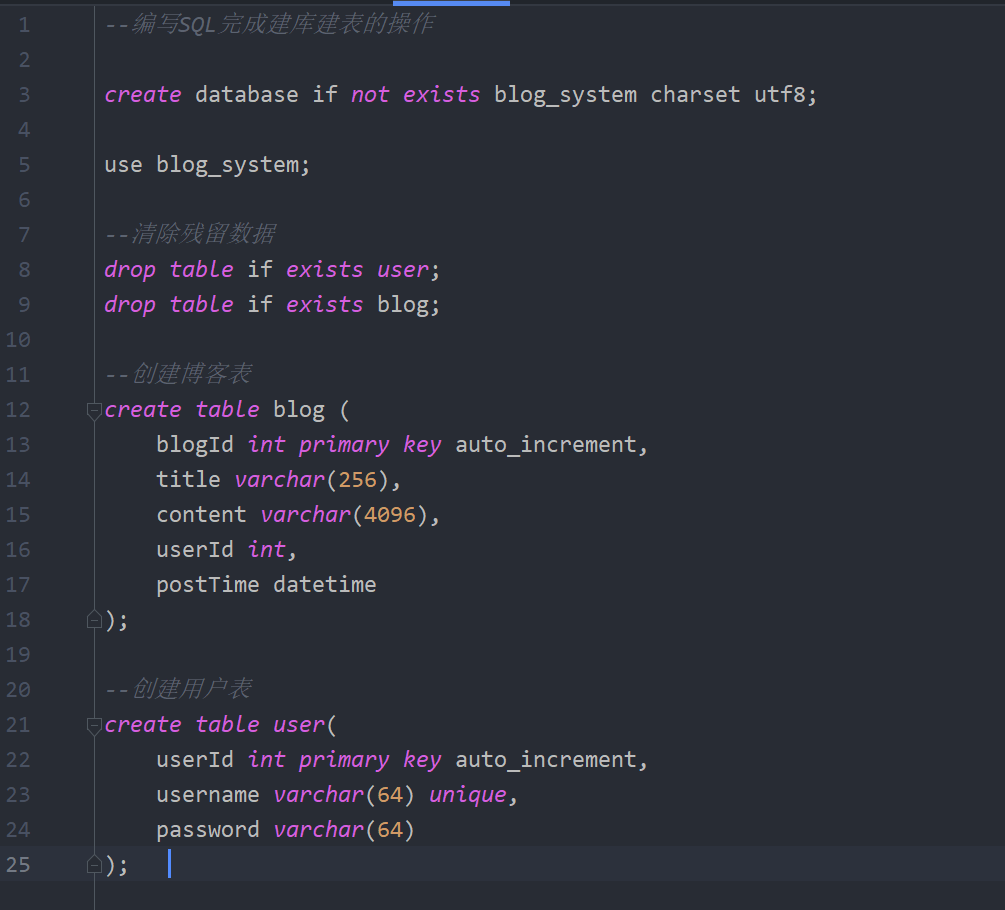 1 --编写SQL完成建库建表的操作
2
3 create database if not exists blog_system charset utf8;
4
5 use blog_system;
6
7 --清除残留数据
8 drop table if exists user;
9 drop table if exists blog;
10
11 --创建博客表
12 create table blog (
13     blogId int primary key auto_increment,
14     title varchar(256),
15     content varchar(4096),
16     userId int,
17     postTime datetime
18 );
19
20 --创建用户表
21 create table user(
22     userId int primary key auto_increment,
23     username varchar(64) unique,
24     password varchar(64)
25 );